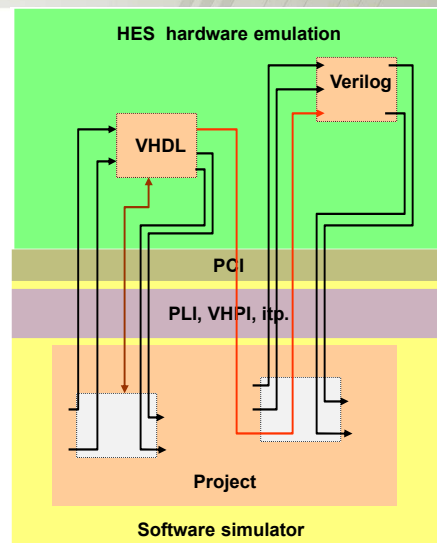 HES hardware emulation
Verilog
VHDL
PCI
PLI, VHPI, itp.
Project
Software simulator